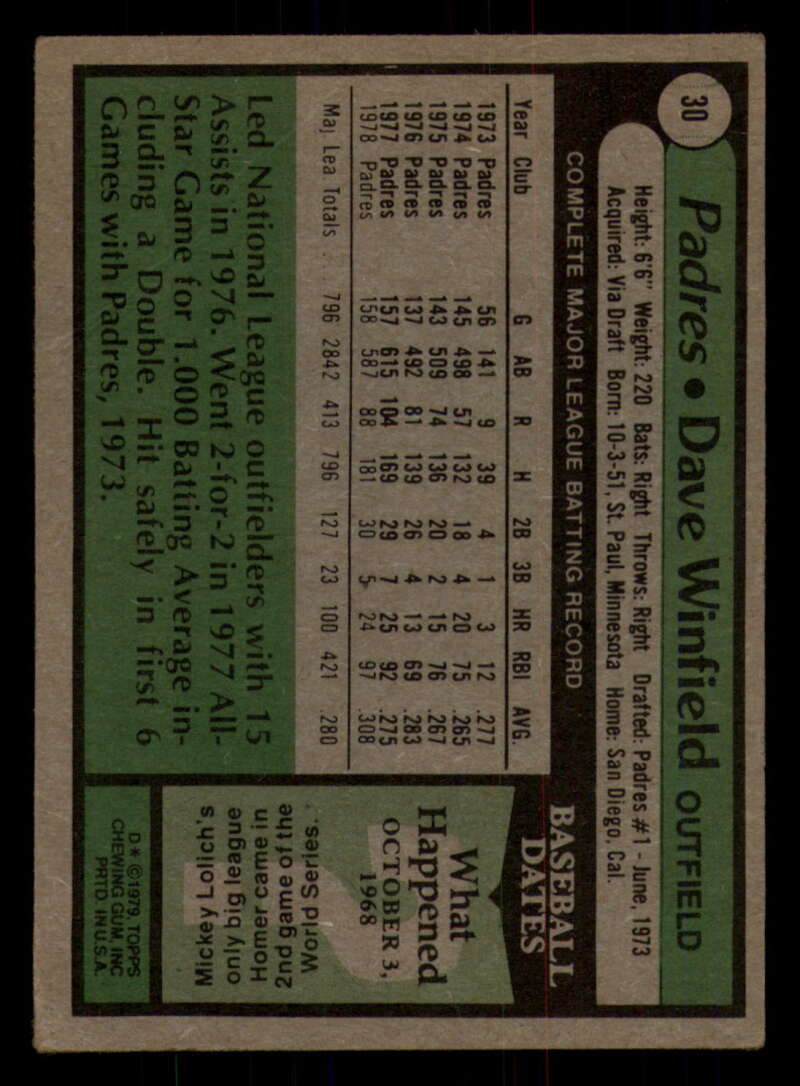 30
Padres • Dave Winfield OUTFIELD
Height: 6'6" Weight: 220 Bats: Right Throws: Right Drafted: Padres #1 - June, 1973
Acquired: Via Draft Born: 10-3-51, St. Paul, Minnesota Home: San Diego, Cal.
COMPLETE MAJOR LEAGUE BATTING RECORD
Year Club G AB R H 2B 3B HR RBI AVG.
1973 Padres 56 141 9 39 4 1 3 12 .277
1974 Padres 145 498 57 132 18 4 20 75 .265
1975 Padres 143 509 74 136 20 2 15 76 .267
1976 Padres 137 492 81 139 26 4 13 69 .283
1977 Padres 157 615 104 169 29 7 25 92 .275
1978 Padres 158 587 88 181 30 5 24 97 .308
Maj. Lea Totals ... 796 2842 413 796 127 23 100 421 .280
Led National League outfielders with 15
Assists in 1976. Went 2-for-2 in 1977 All-
Star Game for 1.000 Batting Average in-
cluding a Double. Hit safely in first 6
Games with Padres, 1973.
BASEBALL
DATES
What
Happened
OCTOBER 3,
1968
Mickey Lolich's
only big league
Homer came in
2nd game of the
World Series.
D* © 1979, TOPPS
CHEWING GUM, INC
PRTD. IN U.S.A.